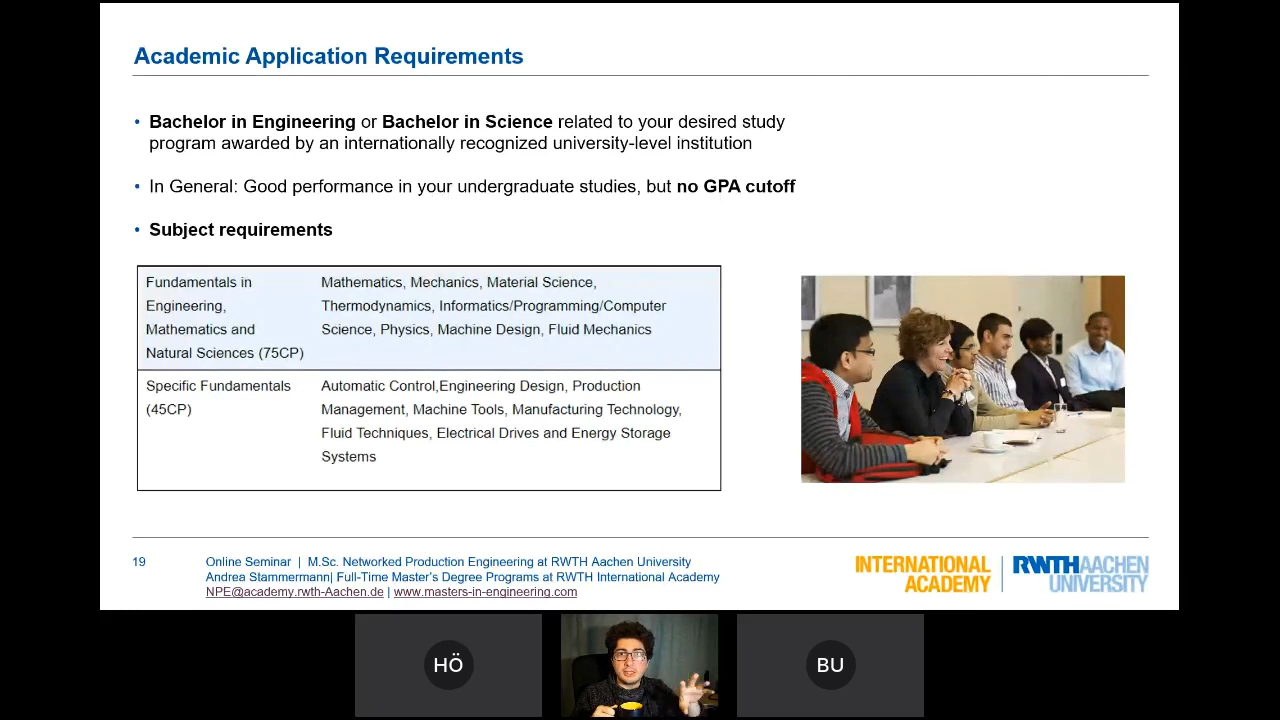 Academic Application Requirements
• Bachelor in Engineering or Bachelor in Science related to your desired study
program awarded by an internationally recognized university-level institution
• In General: Good performance in your undergraduate studies, but no GPA cutoff
• Subject requirements
Fundamentals in
Engineering,
Mathematics and
Natural Sciences (75CP)
Mathematics, Mechanics, Material Science,
Thermodynamics, Informatics/Programming/Computer
Science, Physics, Machine Design, Fluid Mechanics
Specific Fundamentals
(45CP)
Automatic Control,Engineering Design, Production
Management, Machine Tools, Manufacturing Technology,
Fluid Techniques, Electrical Drives and Energy Storage
Systems
19
Online Seminar | M.Sc. Networked Production Engineering at RWTH Aachen University
Andrea Stammermann| Full-Time Master's Degree Programs at RWTH International Academy
NPE@academy.rwth-Aachen.de | www.masters-in-engineering.com
INTERNATIONAL
ACADEMY
RWTHAACHEN
UNIVERSITY
HÖ
BU